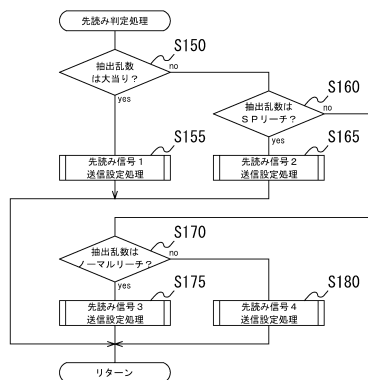 先読み判定処理
S150
抽出乱数
は大当り？
no
yes
S160
抽出乱数は
ＳＰリーチ？
no
yes
S155
先読み信号１
送信設定処理
S165
先読み信号２
送信設定処理
S170
抽出乱数は
ノーマルリーチ？
no
yes
S175
先読み信号３
送信設定処理
S180
先読み信号４
送信設定処理
リターン